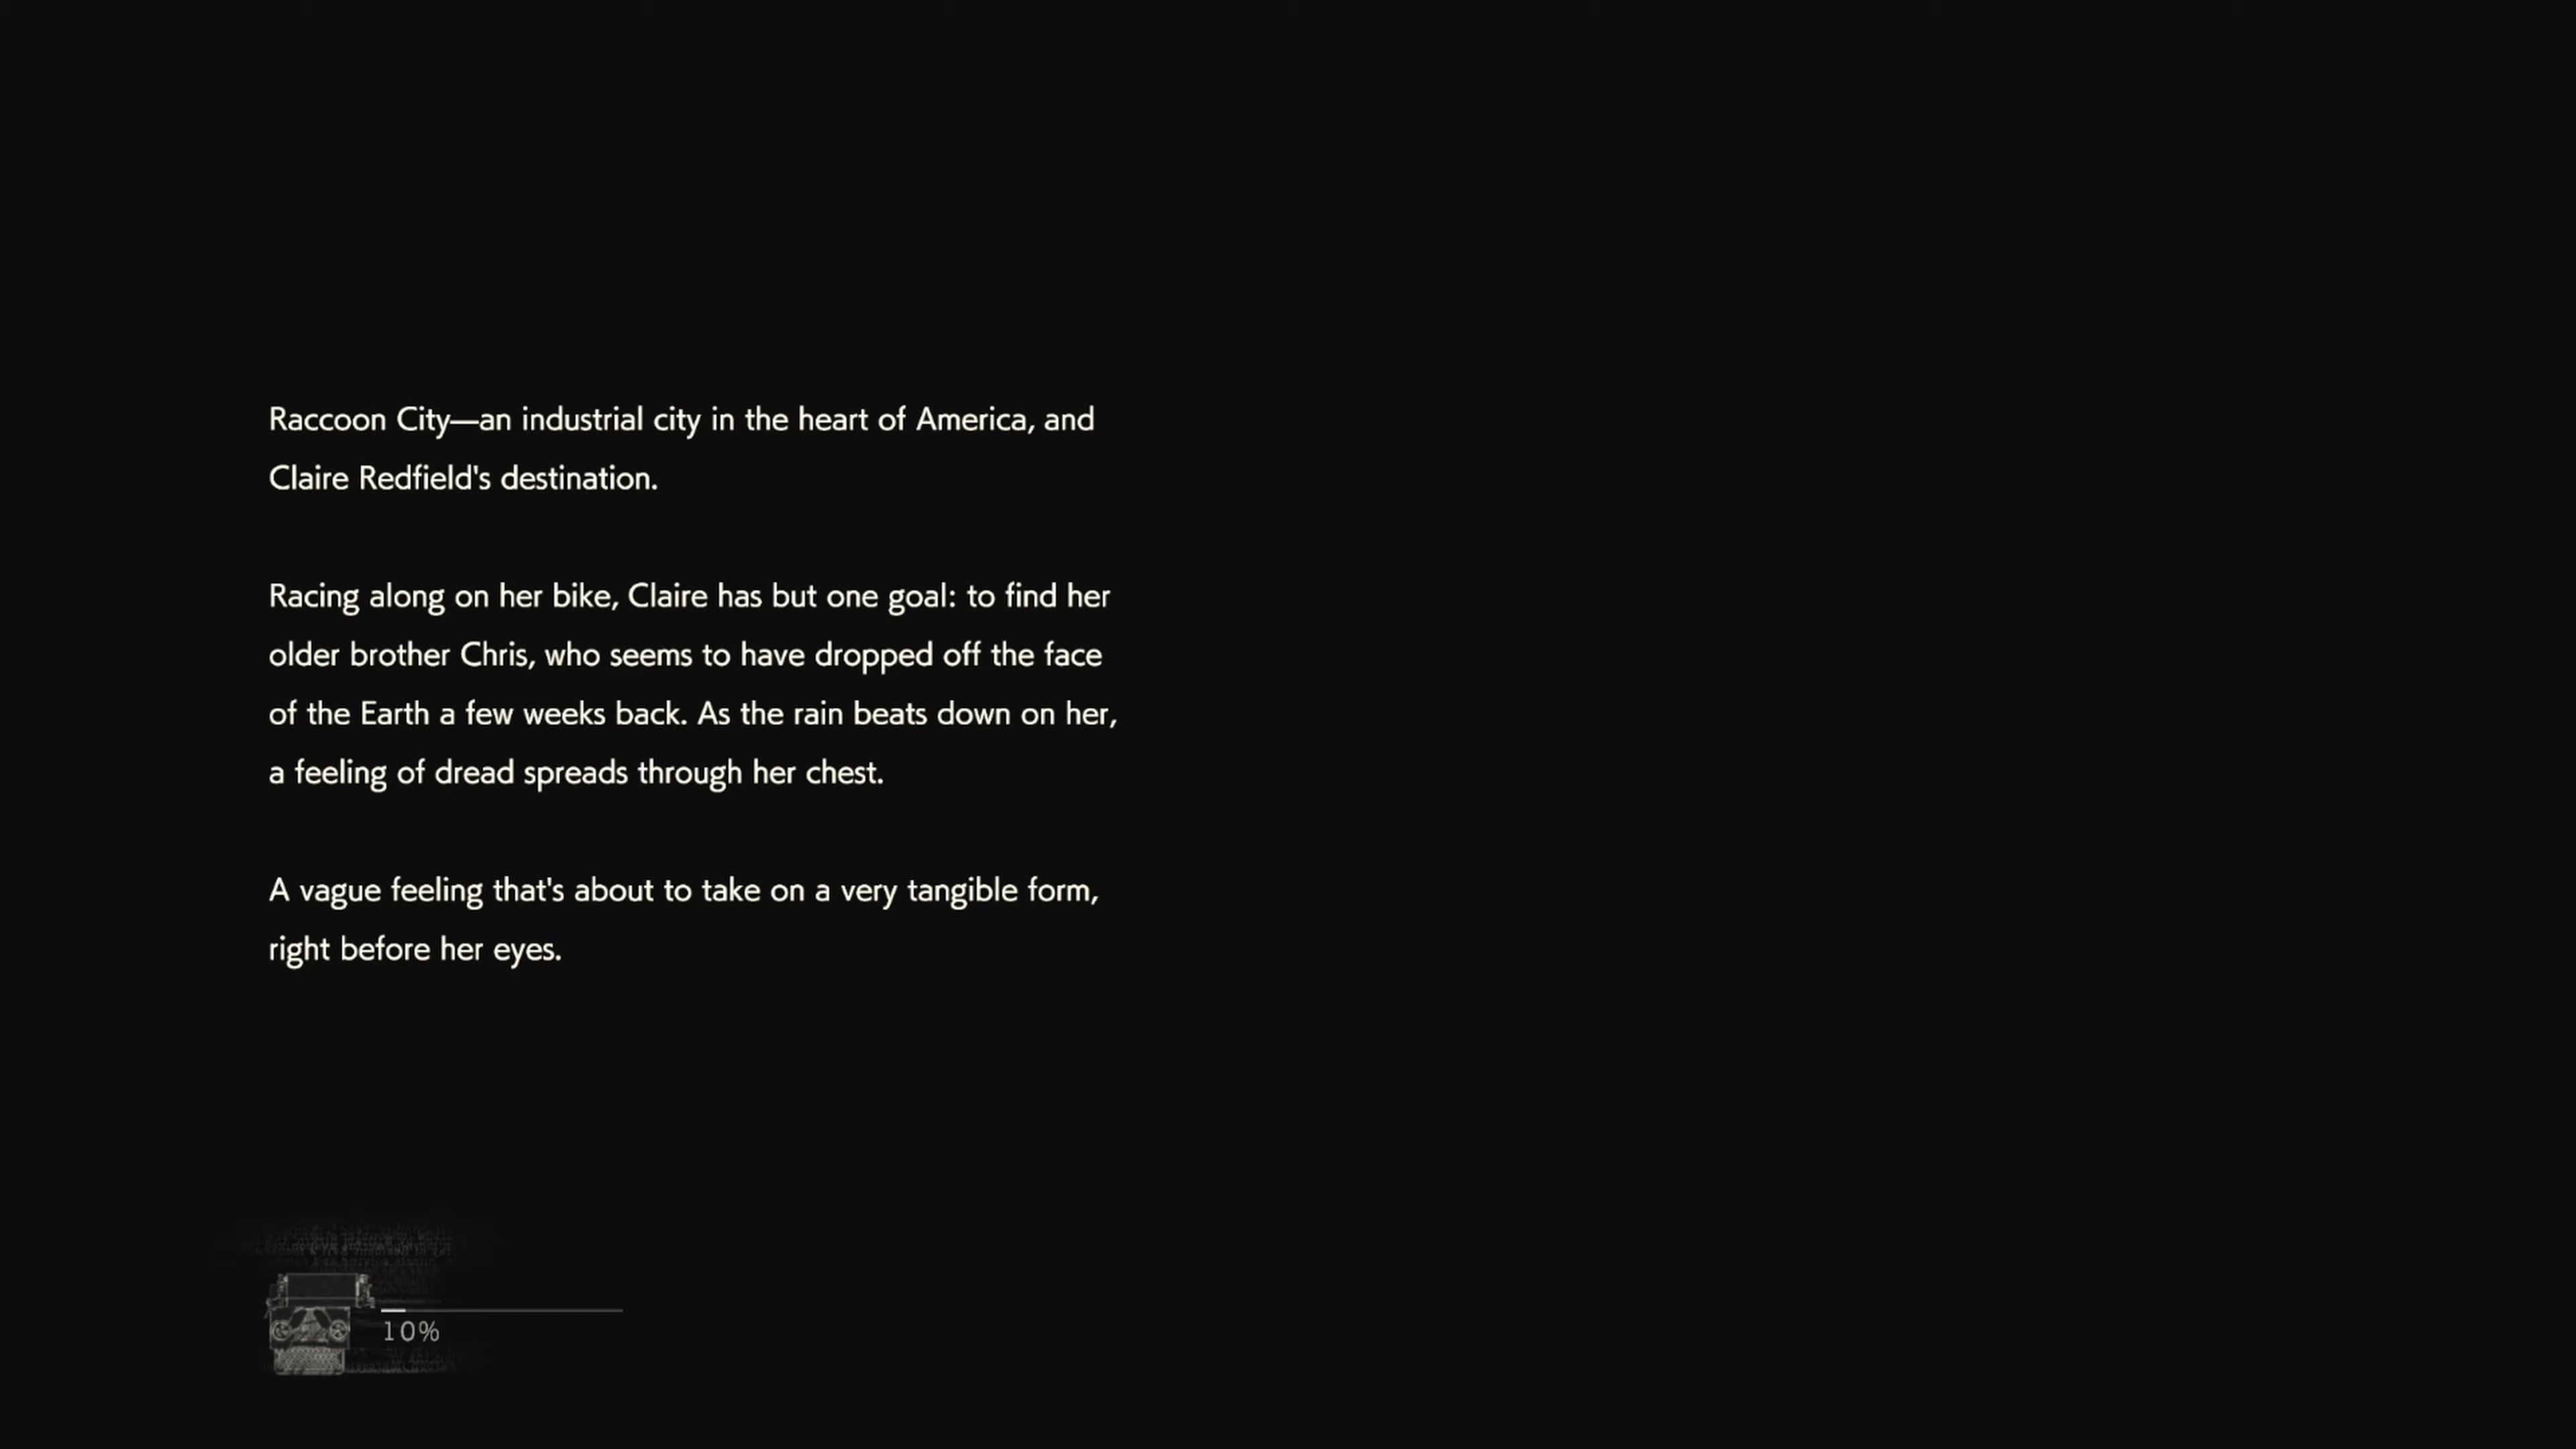 Raccoon City—an industrial city in the heart of America, and
Claire Redfield's destination.
Racing along on her bike, Claire has but one goal: to find her
older brother Chris, who seems to have dropped off the face
of the Earth a few weeks back. As the rain beats down on her,
a feeling of dread spreads through her chest.
A vague feeling that's about to take on a very tangible form,
right before her eyes.
10%